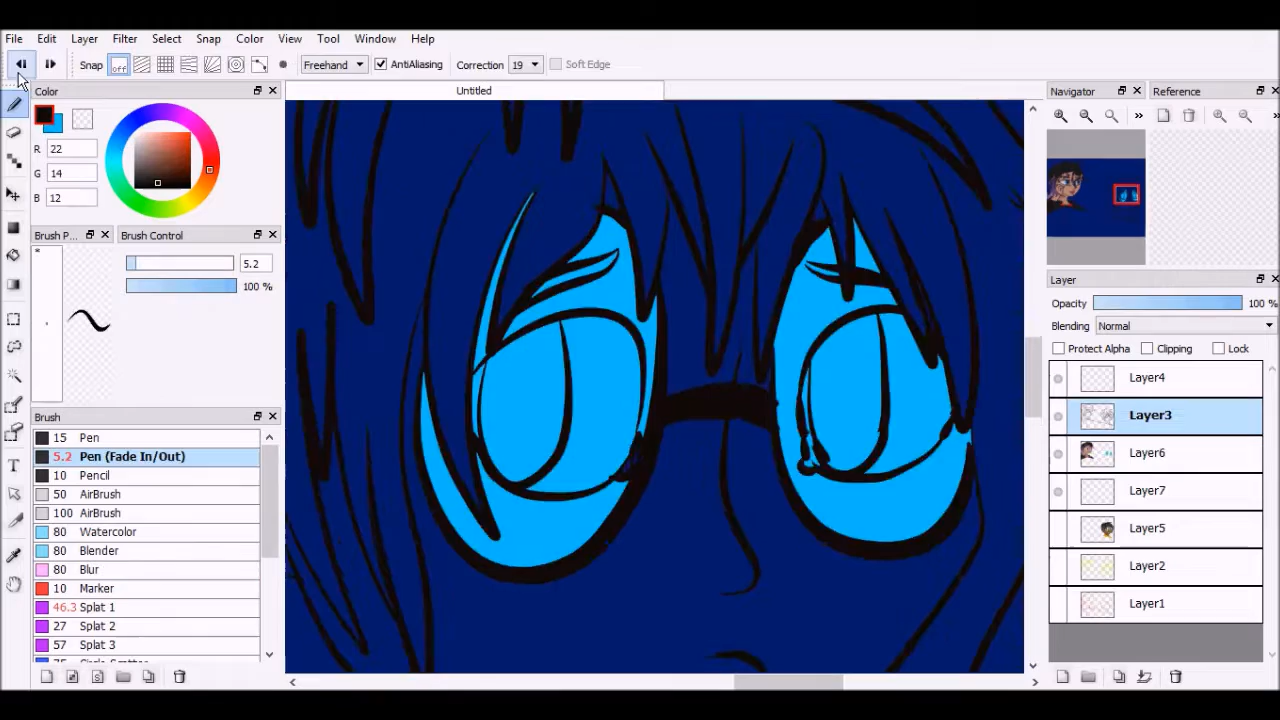 File Edit Layer Filter Select Snap Color View Tool Window Help
Snap off Freehand AntiAliasing Correction 19 Soft Edge
Color
Untitled
Navigator
Reference
R 22
G 14
B 12
Brush P...
Brush Control
*
5.2
100 %
Brush
15 Pen
5.2 Pen (Fade In/Out)
10 Pencil
50 AirBrush
100 AirBrush
80 Watercolor
80 Blender
80 Blur
10 Marker
46.3 Splat 1
27 Splat 2
57 Splat 3
Layer
Opacity 100 %
Blending Normal
Protect Alpha Clipping Lock
Layer4
Layer3
Layer6
Layer7
Layer5
Layer2
Layer1